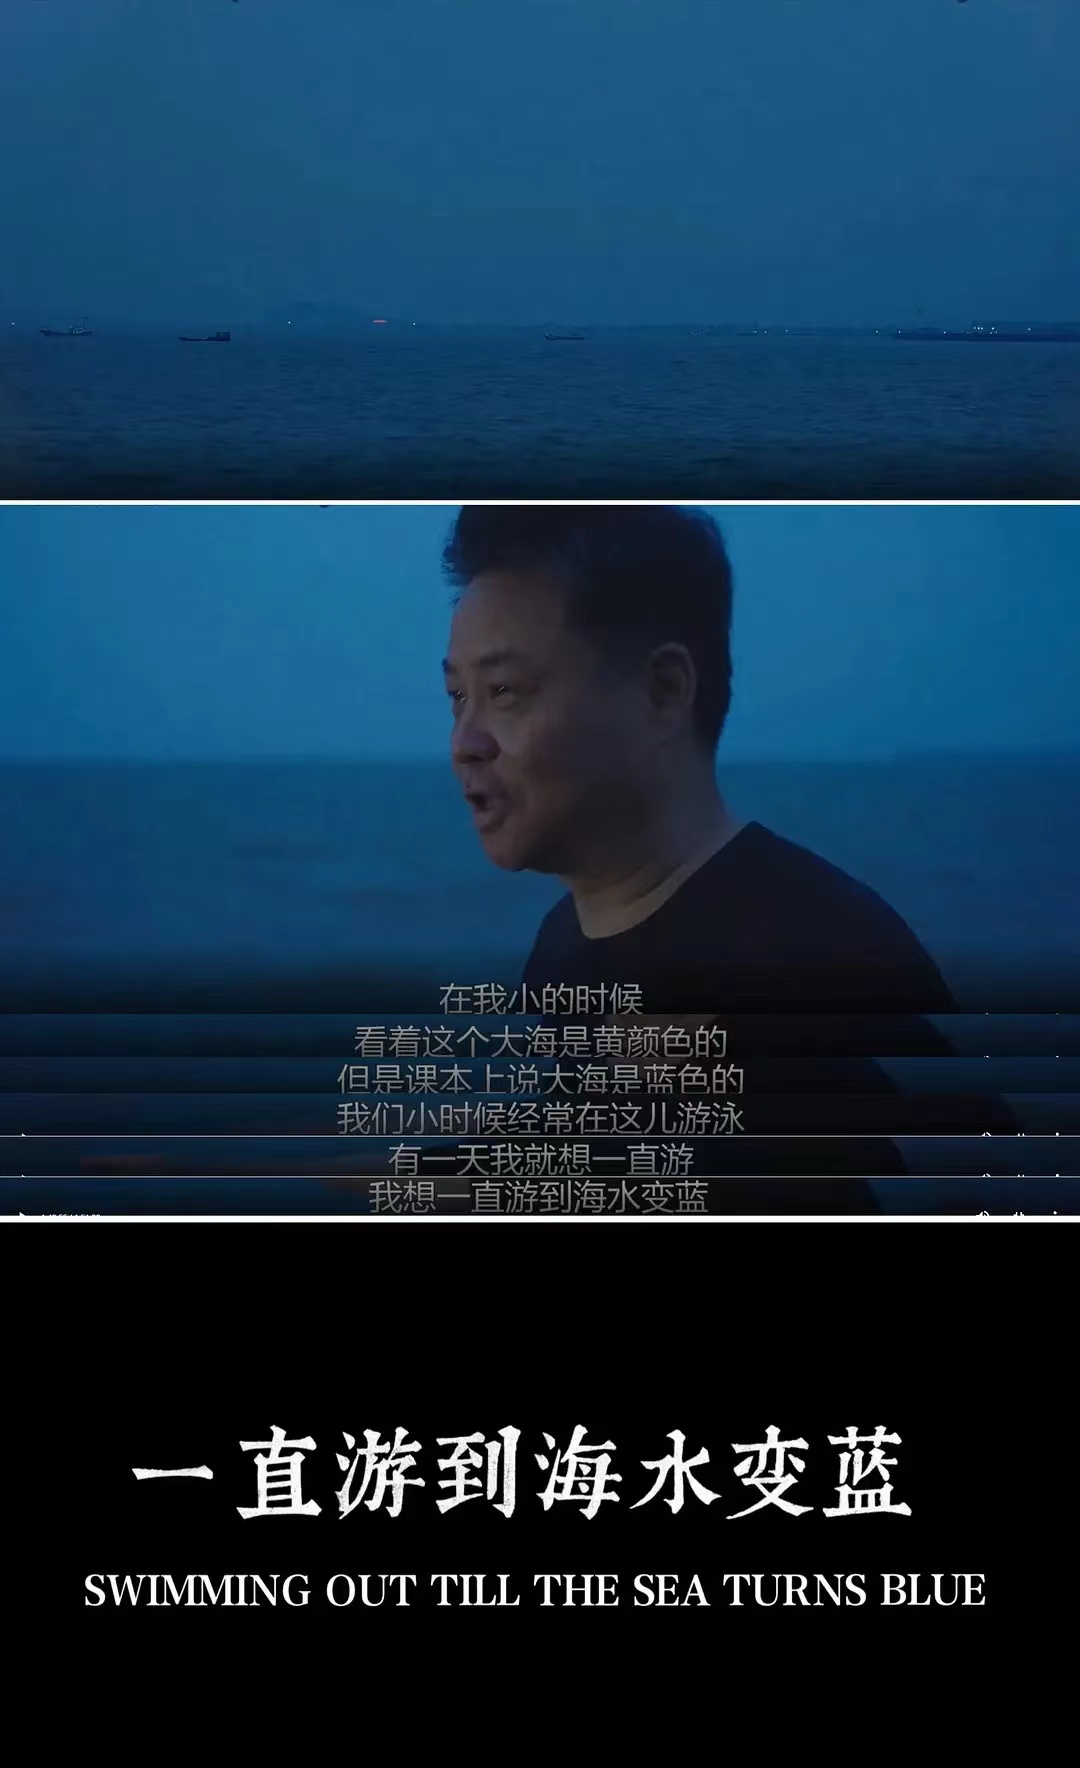 在我小的时候
看着这个大海是黄颜色的
但是课本上说大海是蓝色的
我们小时候经常在这儿游泳
有一天我就想一直游
我想一直游到海水变蓝
一直游到海水变蓝
SWIMMING OUT TILL THE SEA TURNS BLUE